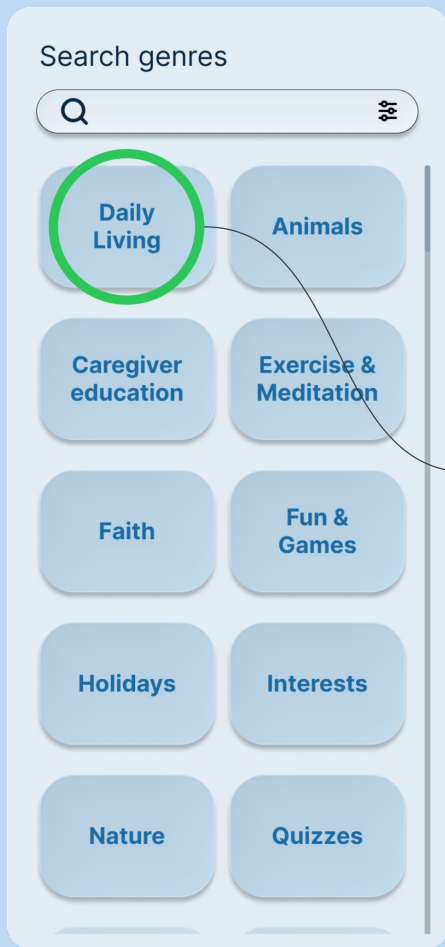 Search genres
Daily
Living
Animals
Caregiver
education
Exercise &
Meditation
Faith
Fun &
Games
Holidays
Interests
Nature
Quizzes